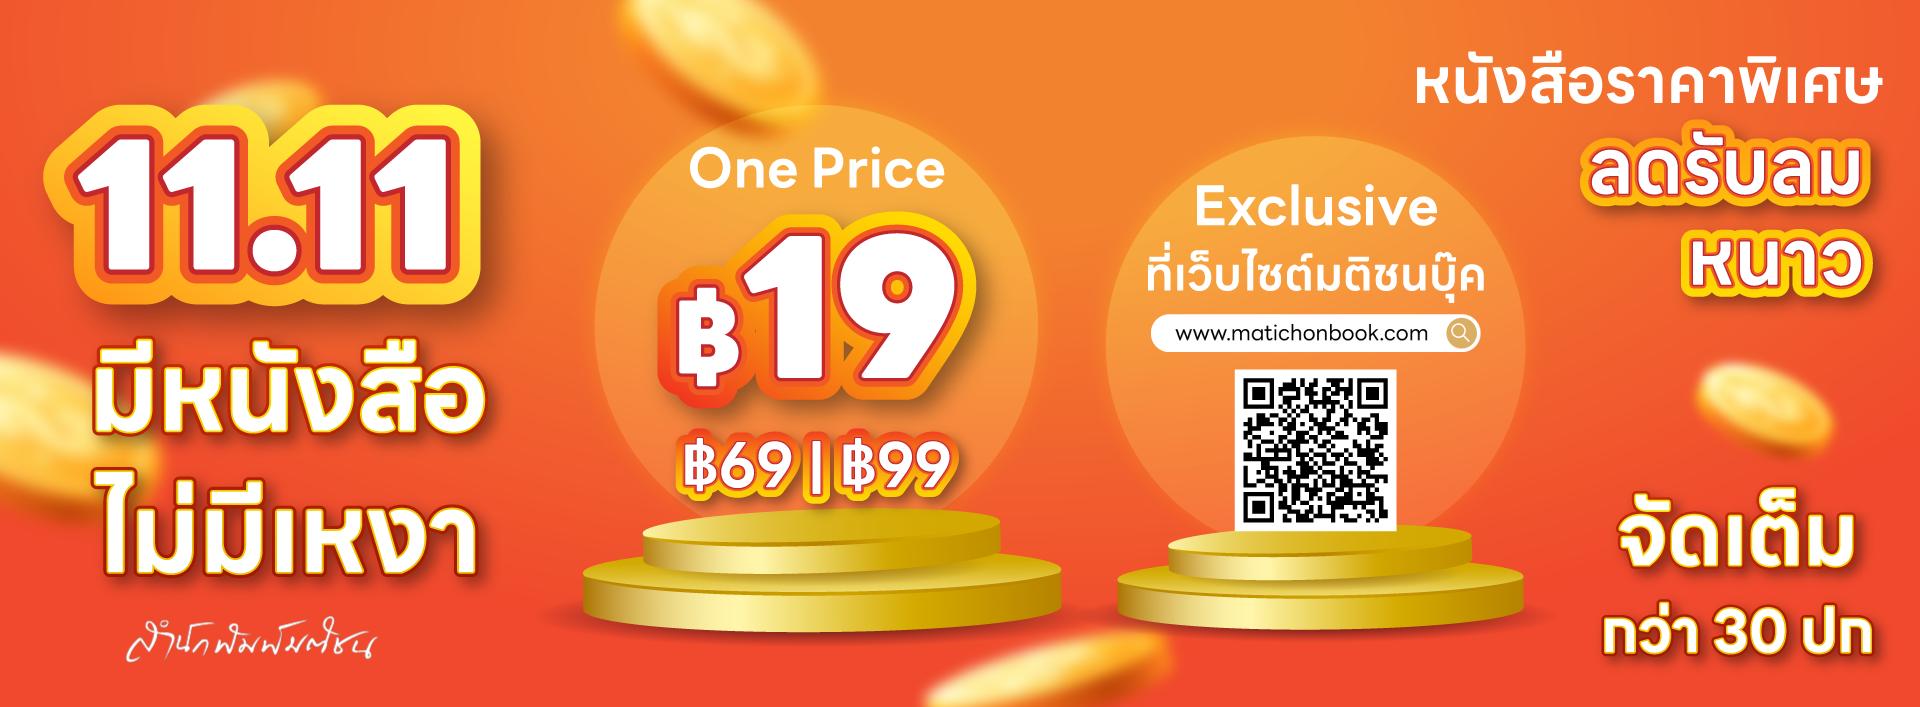 11.11
มีหนังสือ
ไม่มีเหงา
สำนักพิมพ์มติชน
One Price
฿19
฿69 | ฿99
Exclusive
ที่เว็บไซต์มติชนบุ๊ค
www.matichonbook.com
หนังสือราคาพิเศษ
ลดรับลม
หนาว
จัดเต็ม
กว่า 30 ปก